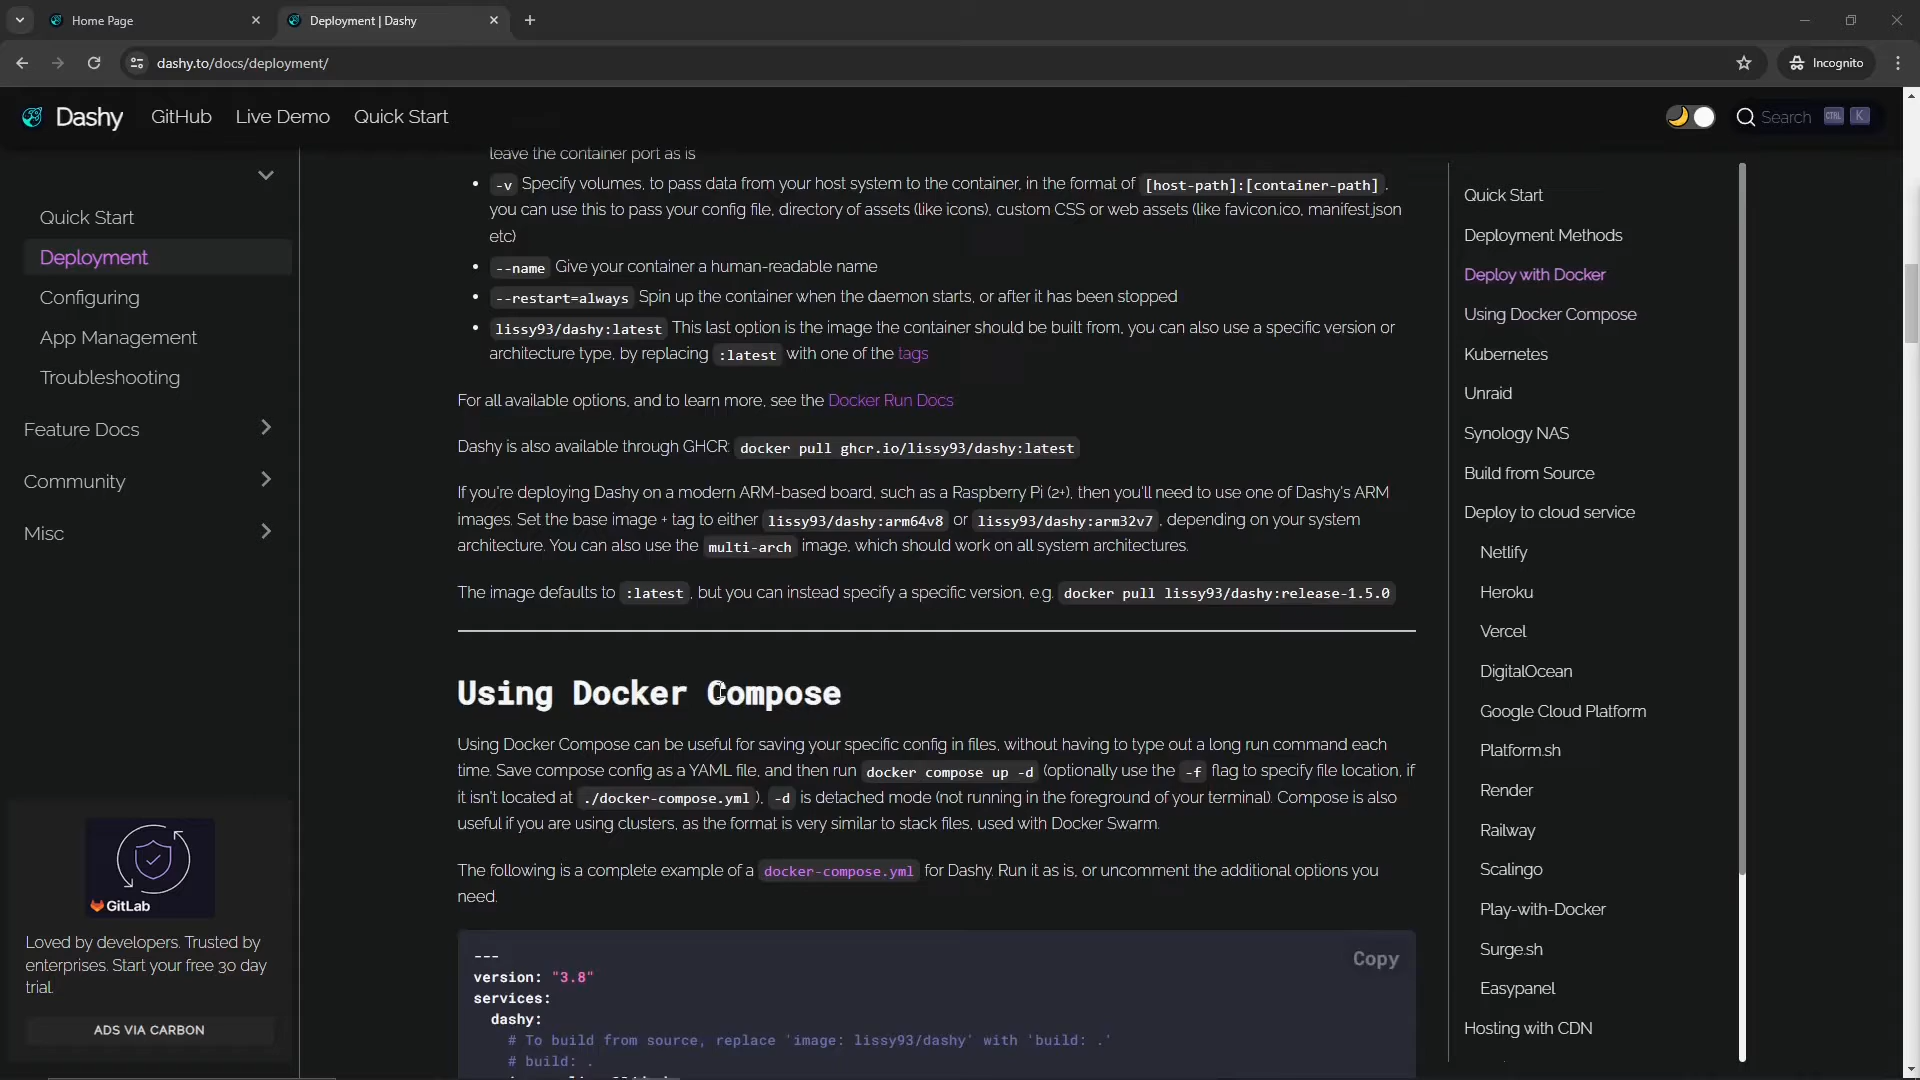 Home Page
Deployment | Dashy
dashy.to/docs/deployment/
Incognito
Dashy
GitHub
Live Demo
Quick Start
Search
CTRL
K
Quick Start
Deployment
Configuring
App Management
Troubleshooting
Feature Docs
Community
Misc
GitLab
Loved by developers. Trusted by
enterprises. Start your free 30 day
trial.
ADS VIA CARBON
leave the container port as is
-v Specify volumes, to pass data from your host system to the container, in the format of [host-path]:[container-path],
you can use this to pass your config file, directory of assets (like icons), custom CSS or web assets (like favicon.ico, manifest.json
etc)
--name Give your container a human-readable name
--restart=always Spin up the container when the daemon starts, or after it has been stopped
lissy93/dashy:latest This last option is the image the container should be built from, you can also use a specific version or
architecture type, by replacing :latest with one of the tags
For all available options, and to learn more, see the Docker Run Docs
Dashy is also available through GHCR: docker pull ghcr.io/lissy93/dashy:latest
If you're deploying Dashy on a modern ARM-based board, such as a Raspberry Pi (2+), then you'll need to use one of Dashy's ARM
images. Set the base image + tag to either lissy93/dashy:arm64v8 or lissy93/dashy:arm32v7, depending on your system
architecture. You can also use the multi-arch image, which should work on all system architectures.
The image defaults to :latest, but you can instead specify a specific version, e.g. docker pull lissy93/dashy:release-1.5.0
Using Docker Compose
Using Docker Compose can be useful for saving your specific config in files, without having to type out a long run command each
time. Save compose config as a YAML file, and then run docker compose up -d (optionally use the -f flag to specify file location, if
it isn't located at ./docker-compose.yml), -d is detached mode (not running in the foreground of your terminal). Compose is also
useful if you are using clusters, as the format is very similar to stack files, used with Docker Swarm.
The following is a complete example of a docker-compose.yml for Dashy. Run it as is, or uncomment the additional options you
need.
Copy
---
version: "3.8"
services:
dashy:
# To build from source, replace 'image: lissy93/dashy' with 'build: .'
# build: .
Quick Start
Deployment Methods
Deploy with Docker
Using Docker Compose
Kubernetes
Unraid
Synology NAS
Build from Source
Deploy to cloud service
Netlify
Heroku
Vercel
DigitalOcean
Google Cloud Platform
Platform.sh
Render
Railway
Scalingo
Play-with-Docker
Surge.sh
Easypanel
Hosting with CDN